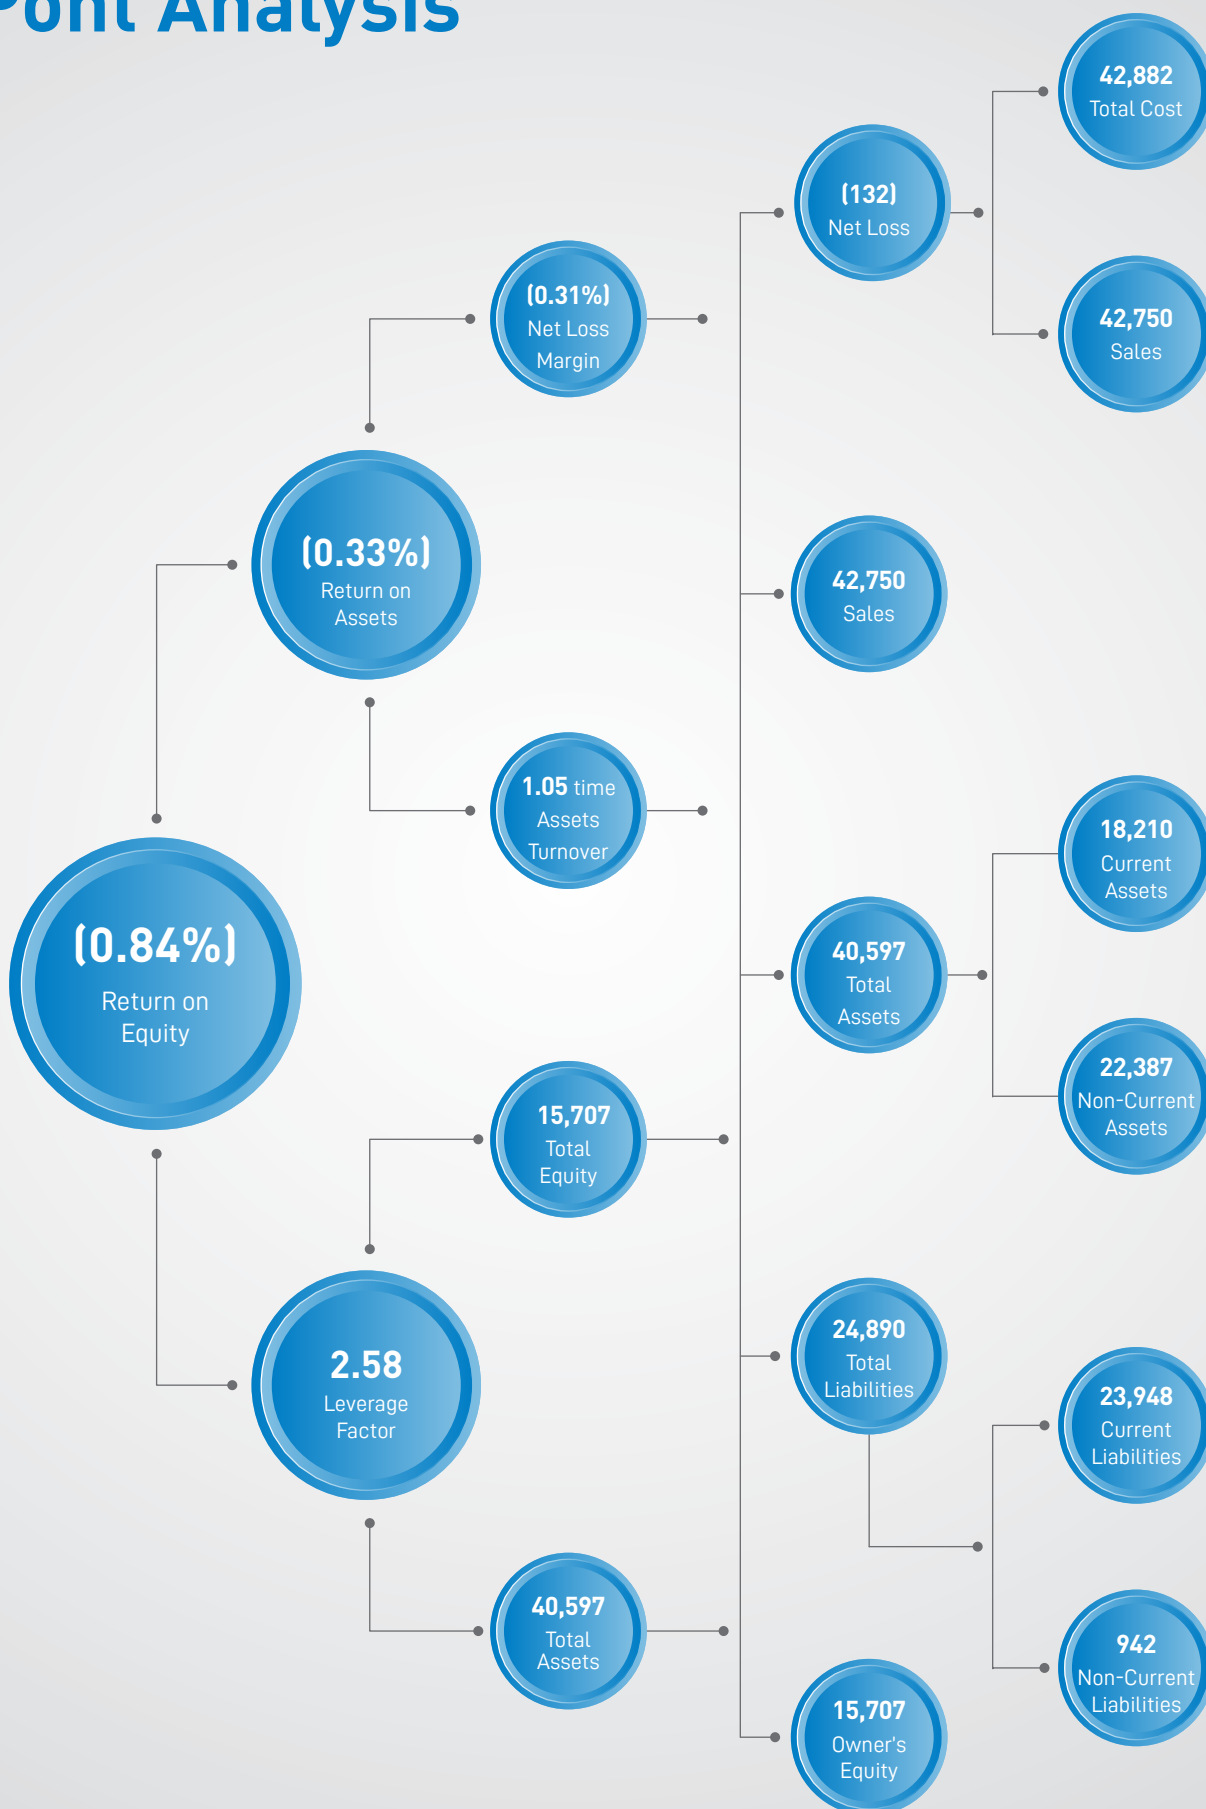 Pont Analysis
42,882
Total Cost
(132)
Net Loss
(0.31%)
Net Loss
Margin
42,750
Sales
(0.33%)
Return on
Assets
42,750
Sales
1.05 time
Assets
Turnover
18,210
Current
Assets
(0.84%)
Return on
Equity
40,597
Total
Assets
22,387
Non-Current
Assets
15,707
Total
Equity
24,890
Total
Liabilities
2.58
Leverage
Factor
23,948
Current
Liabilities
40,597
Total
Assets
942
Non-Current
Liabilities
15,707
Owner's
Equity